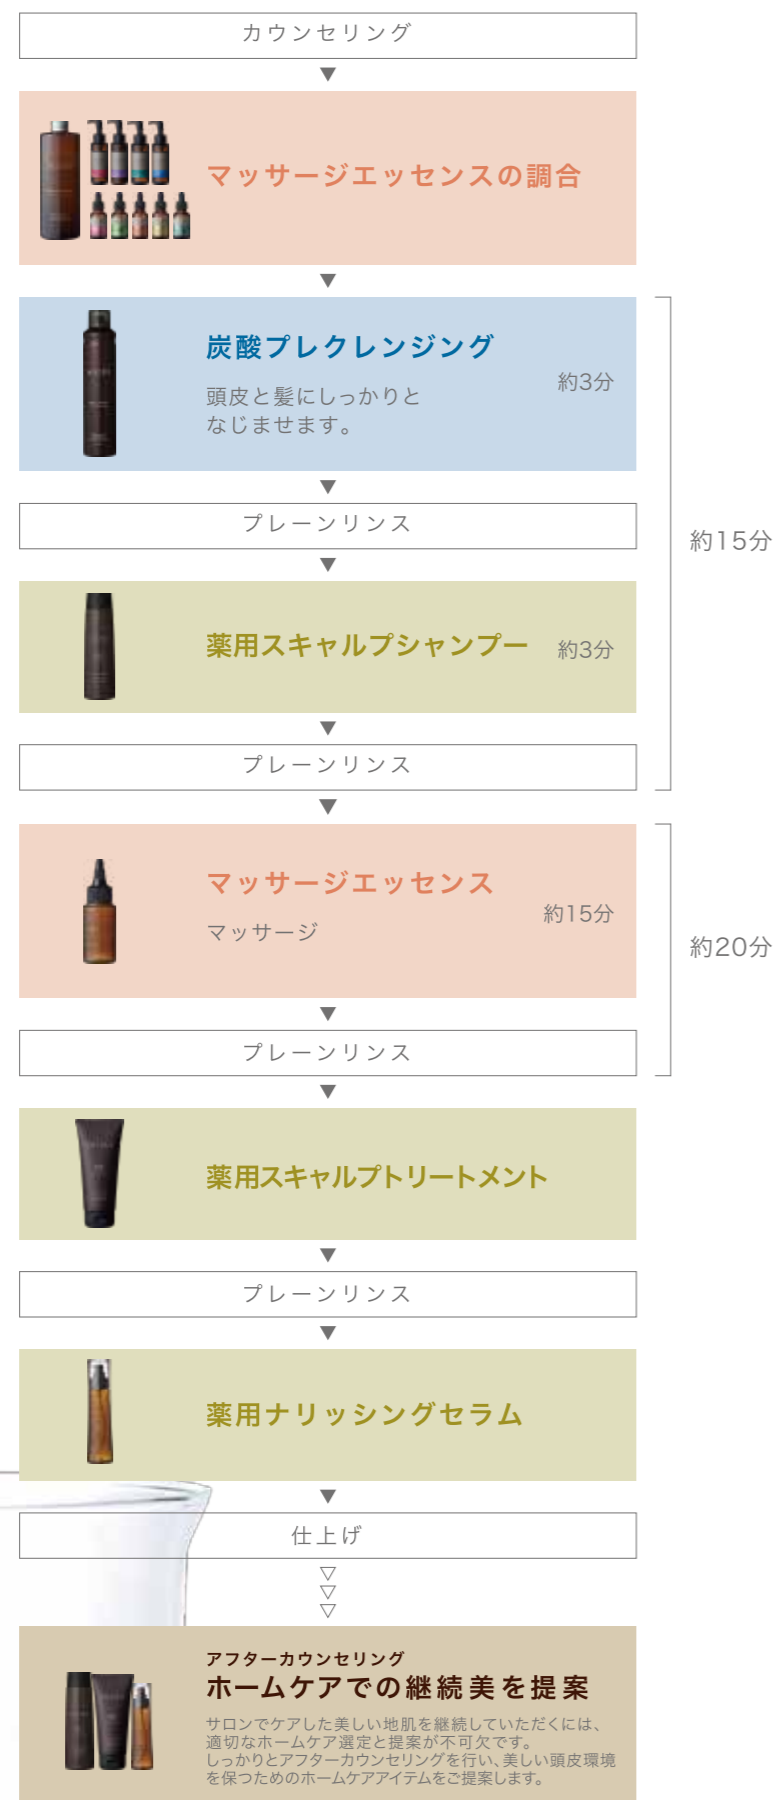 カウンセリング
▼
マッサージエッセンスの調合
▼
炭酸プレクレンジング
頭皮と髪にしっかりと
なじませます。
約3分
▼
プレーンリンス
▼
薬用スキャルプシャンプー 約3分
▼
プレーンリンス
約15分
▼
マッサージエッセンス
マッサージ
約15分
▼
プレーンリンス
約20分
▼
薬用スキャルプトリートメント
▼
プレーンリンス
▼
薬用ナリッシングセラム
▼
仕上げ
▽
▽
▽
アフターカウンセリング
ホームケアでの継続美を提案
サロンでケアした美しい地肌を継続していただくには、
適切なホームケア選定と提案が不可欠です。
しっかりとアフターカウンセリングを行い、美しい頭皮環境
を保つためのホームケアアイテムをご提案します。